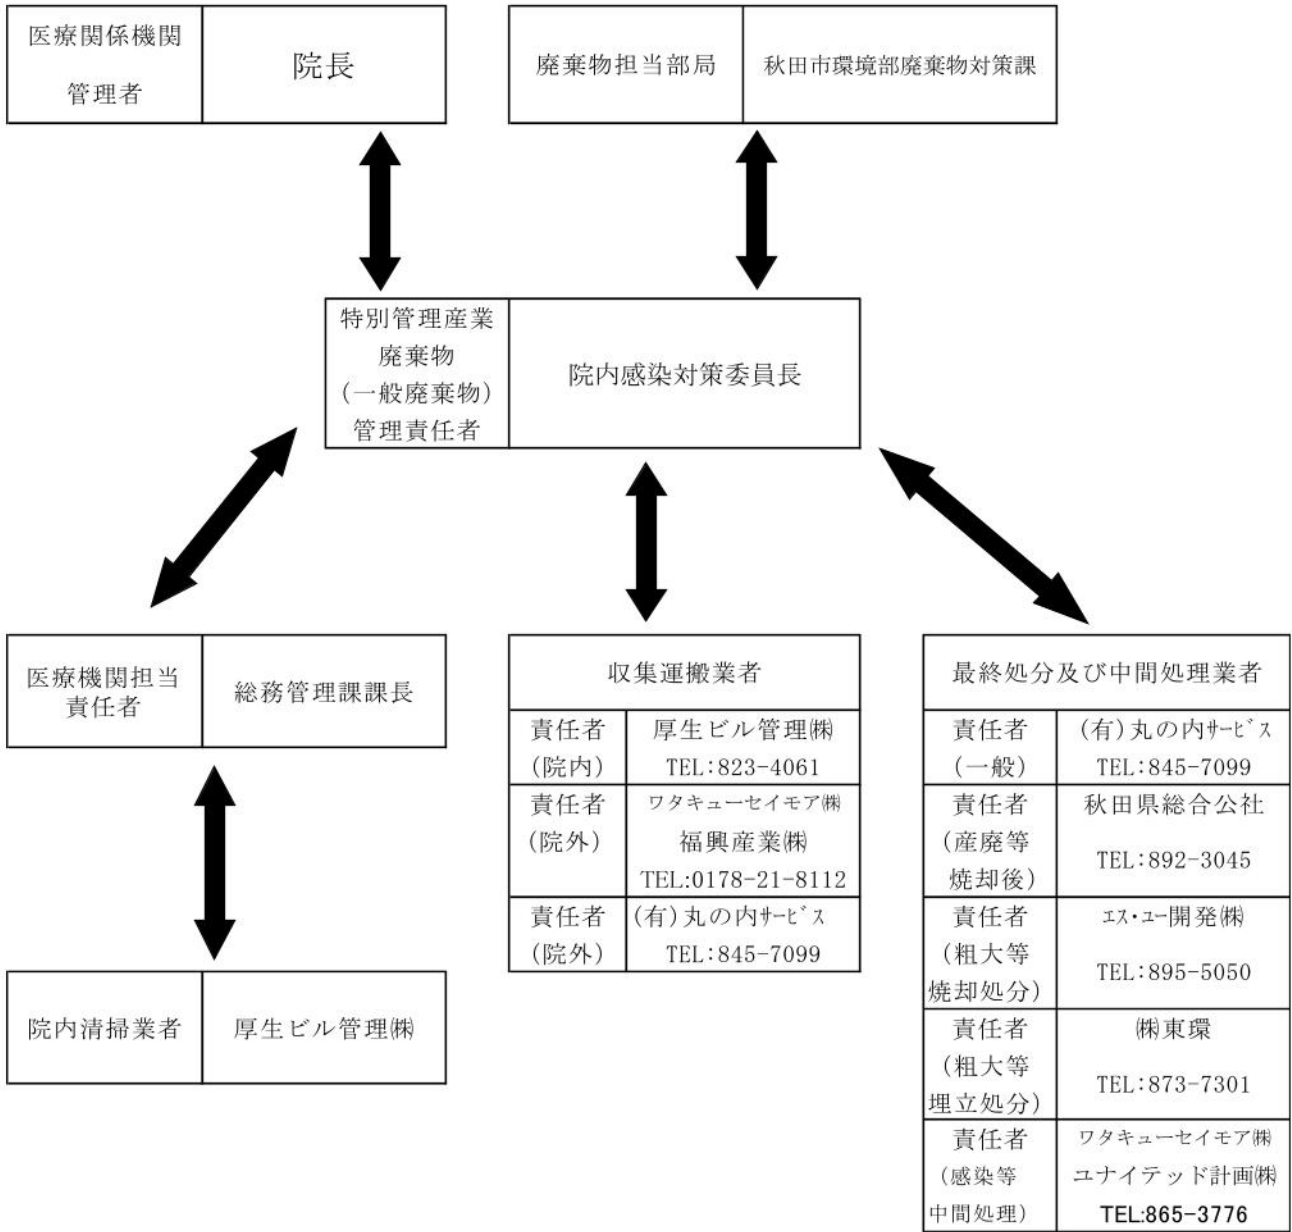 医療関係機関
管理者
院長
廃棄物担当部局
秋田市環境部廃棄物対策課
特別管理産業
廃棄物
(一般廃棄物)
管理責任者
院内感染対策委員長
医療機関担当
責任者
総務管理課課長
院内清掃業者
厚生ビル管理㈱
収集運搬業者
責任者
(院内)
厚生ビル管理㈱
TEL:823-4061
責任者
(院外)
ワタキューセイモア㈱
福興産業㈱
TEL:0178-21-8112
責任者
(院外)
(有)丸の内ｻｰﾋﾞｽ
TEL:845-7099
最終処分及び中間処理業者
責任者
(一般)
(有)丸の内ｻｰﾋﾞｽ
TEL:845-7099
責任者
(産廃等
焼却後)
秋田県総合公社
TEL:892-3045
責任者
(粗大等
焼却処分)
ｴｽ・ﾕｰ開発㈱
TEL:895-5050
責任者
(粗大等
埋立処分)
㈱東環
TEL:873-7301
責任者
(感染等
中間処理)
ワタキューセイモア㈱
ユナイテッド計画㈱
TEL:865-3776